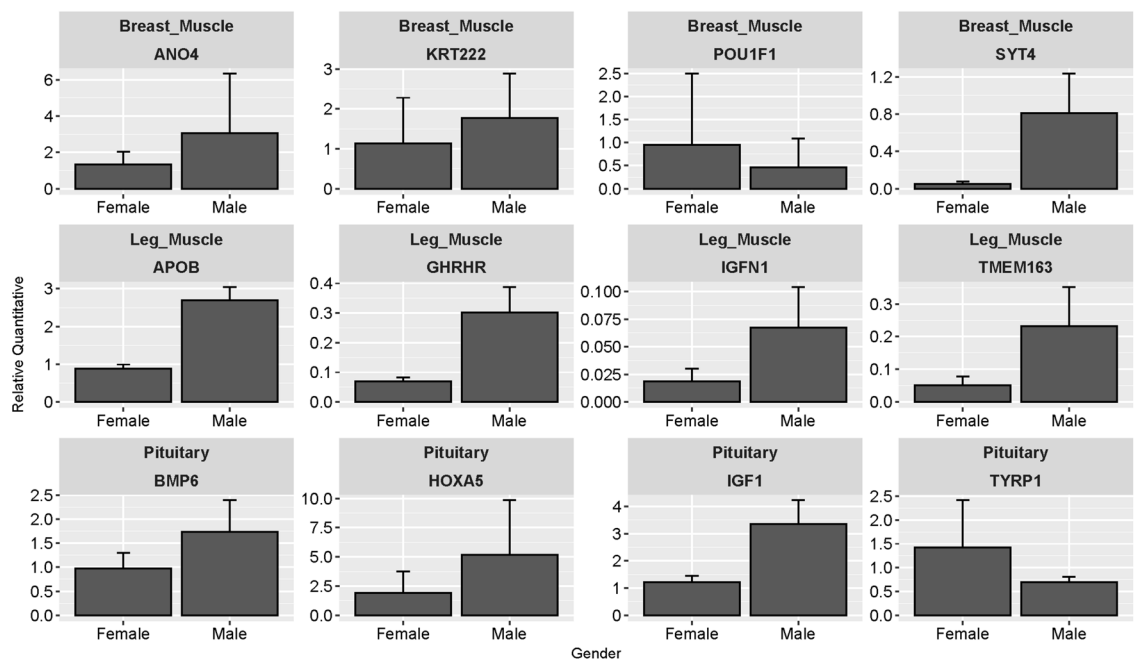 Breast_Muscle Breast_Muscle Breast_Muscle Breast_Muscle
ANO4 KRT222 POU1F1 SYT4
6 3 2.5 1.2
4 2 2.0 0.8
2 1 1.5 0.4
0 0 1.0 0.0
0.5
0.0
Female Male Female Male Female Male Female Male
Leg_Muscle Leg_Muscle Leg_Muscle Leg_Muscle
APOB GHRHR IGFN1 TMEM163
3 0.4 0.100 0.3
2 0.3 0.075 0.2
1 0.2 0.050 0.1
0 0.1 0.025 0.0
0.0 0.000
Female Male Female Male Female Male Female Male
Relative Quantitative
Pituitary Pituitary Pituitary Pituitary
BMP6 HOXA5 IGF1 TYRP1
2.5 10.0 4 2.5
2.0 7.5 3 2.0
1.5 5.0 2 1.5
1.0 2.5 1 1.0
0.5 0.0 0 0.5
0.0 0.0
Female Male Female Male Female Male Female Male
Gender